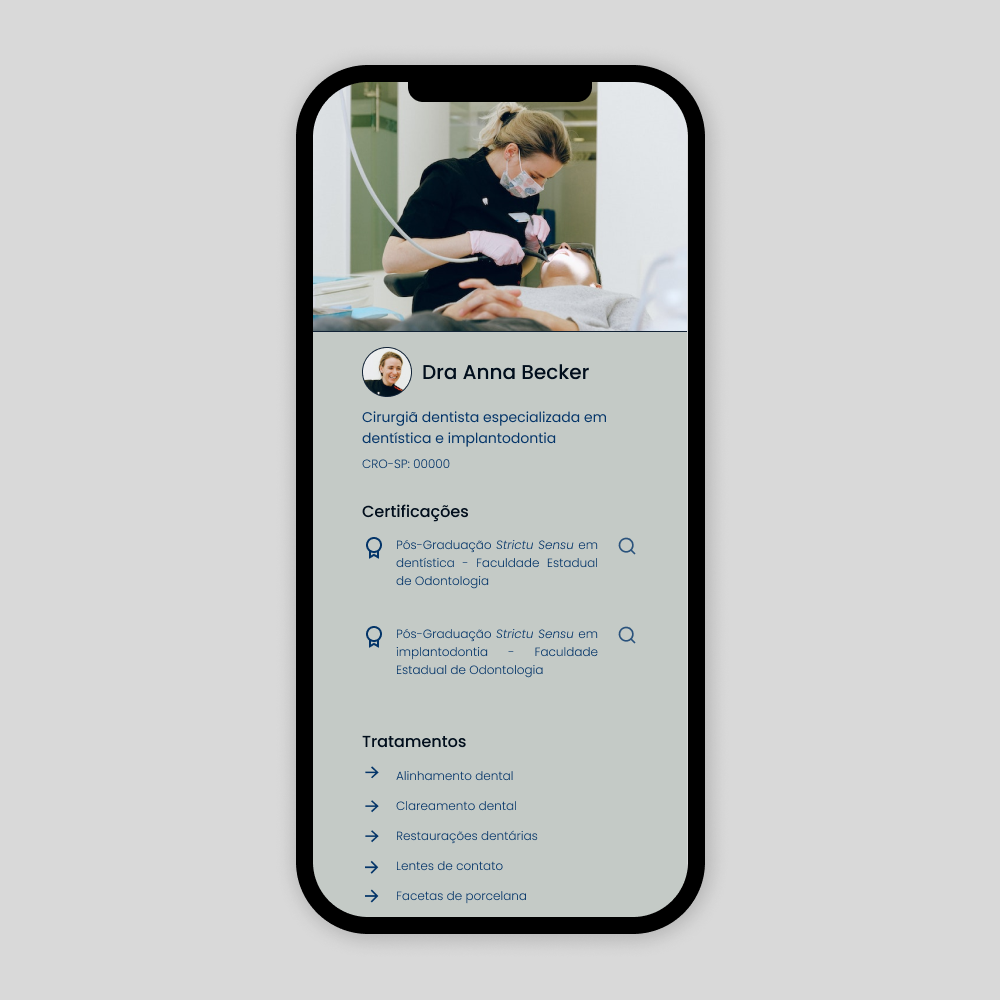 Dra Anna Becker
Cirurgiã dentista especializada em
dentística e implantodontia
CRO-SP: 00000
Certificações
Pós-Graduação Strictu Sensu em
dentística - Faculdade Estadual
de Odontologia
Pós-Graduação Strictu Sensu em
implantodontia - Faculdade
Estadual de Odontologia
Tratamentos
Alinhamento dental
Clareamento dental
Restaurações dentárias
Lentes de contato
Facetas de porcelana